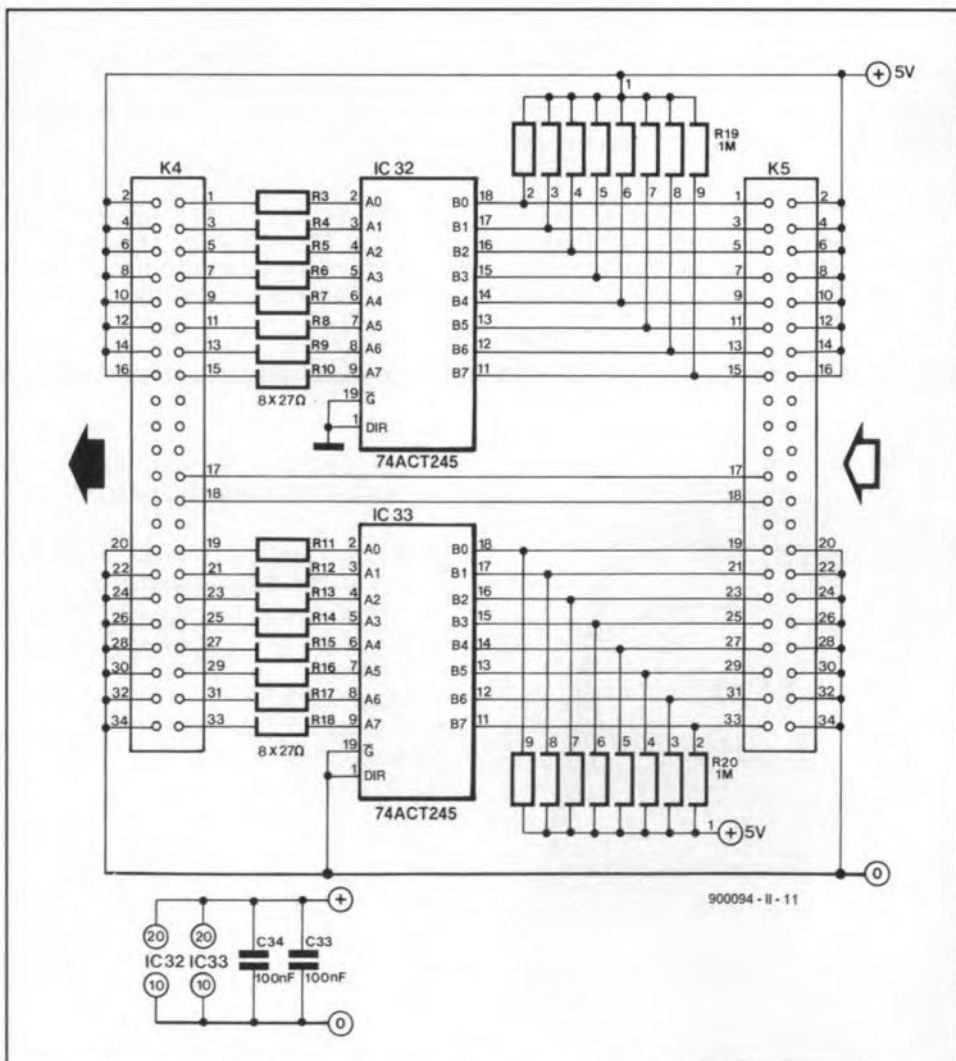 + 5V
1
R19
1M
K4
IC 32
K5
2 3 4 5 6 7 8 9
2 1 R3 2 A0 B0 18 1 2
4 3 R4 3 A1 B1 17 3 4
6 5 R5 4 A2 B2 16 5 6
8 7 R6 5 A3 B3 15 7 8
10 9 R7 6 A4 B4 14 9 10
12 11 R8 7 A5 B5 13 11 12
14 13 R9 8 A6 B6 12 13 14
16 15 R10 9 A7 B7 11 15 16
8 X 27Ω
19 G̅
1 DIR
74ACT245
17 17
18 18
IC 33
20 19 R11 2 A0 B0 18 19 20
22 21 R12 3 A1 B1 17 21 22
24 23 R13 4 A2 B2 16 23 24
26 25 R14 5 A3 B3 15 25 26
28 27 R15 6 A4 B4 14 27 28
30 29 R16 7 A5 B5 13 29 30
32 31 R17 8 A6 B6 12 31 32
34 33 R18 9 A7 B7 11 33 34
8 X 27Ω
19 G̅
1 DIR
9 8 7 6 5 4 3 2
R20
1M
74ACT245
1 + 5V
0
900094 - II - 11
+
20 20 C34 C33
IC32 IC33
10 10 100nF 100nF
0